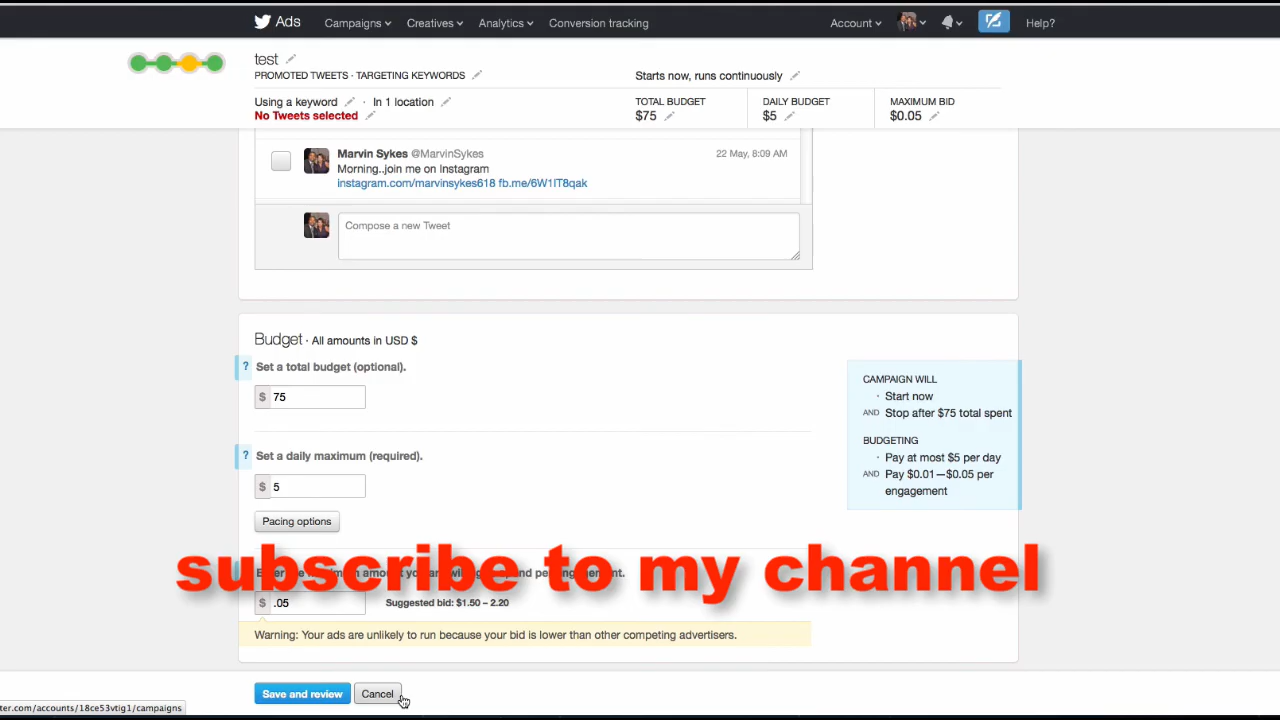 Ads Campaigns Creatives Analytics Conversion tracking Account Help?
test
PROMOTED TWEETS · TARGETING KEYWORDS
Starts now, runs continuously
Using a keyword · In 1 location
No Tweets selected
TOTAL BUDGET
$75
DAILY BUDGET
$5
MAXIMUM BID
$0.05
Marvin Sykes @MarvinSykes 22 May, 8:09 AM
Morning..join me on Instagram
instagram.com/marvinsykes618 fb.me/6W1IT8qak
Compose a new Tweet
Budget · All amounts in USD $
? Set a total budget (optional).
$ 75
? Set a daily maximum (required).
$ 5
Pacing options
CAMPAIGN WILL
· Start now
AND Stop after $75 total spent
BUDGETING
· Pay at most $5 per day
AND Pay $0.01—$0.05 per
engagement
subscribe to my channel
$ .05 Suggested bid: $1.50 – 2.20
Warning: Your ads are unlikely to run because your bid is lower than other competing advertisers.
Save and review Cancel
ter.com/accounts/18ce53vtig1/campaigns